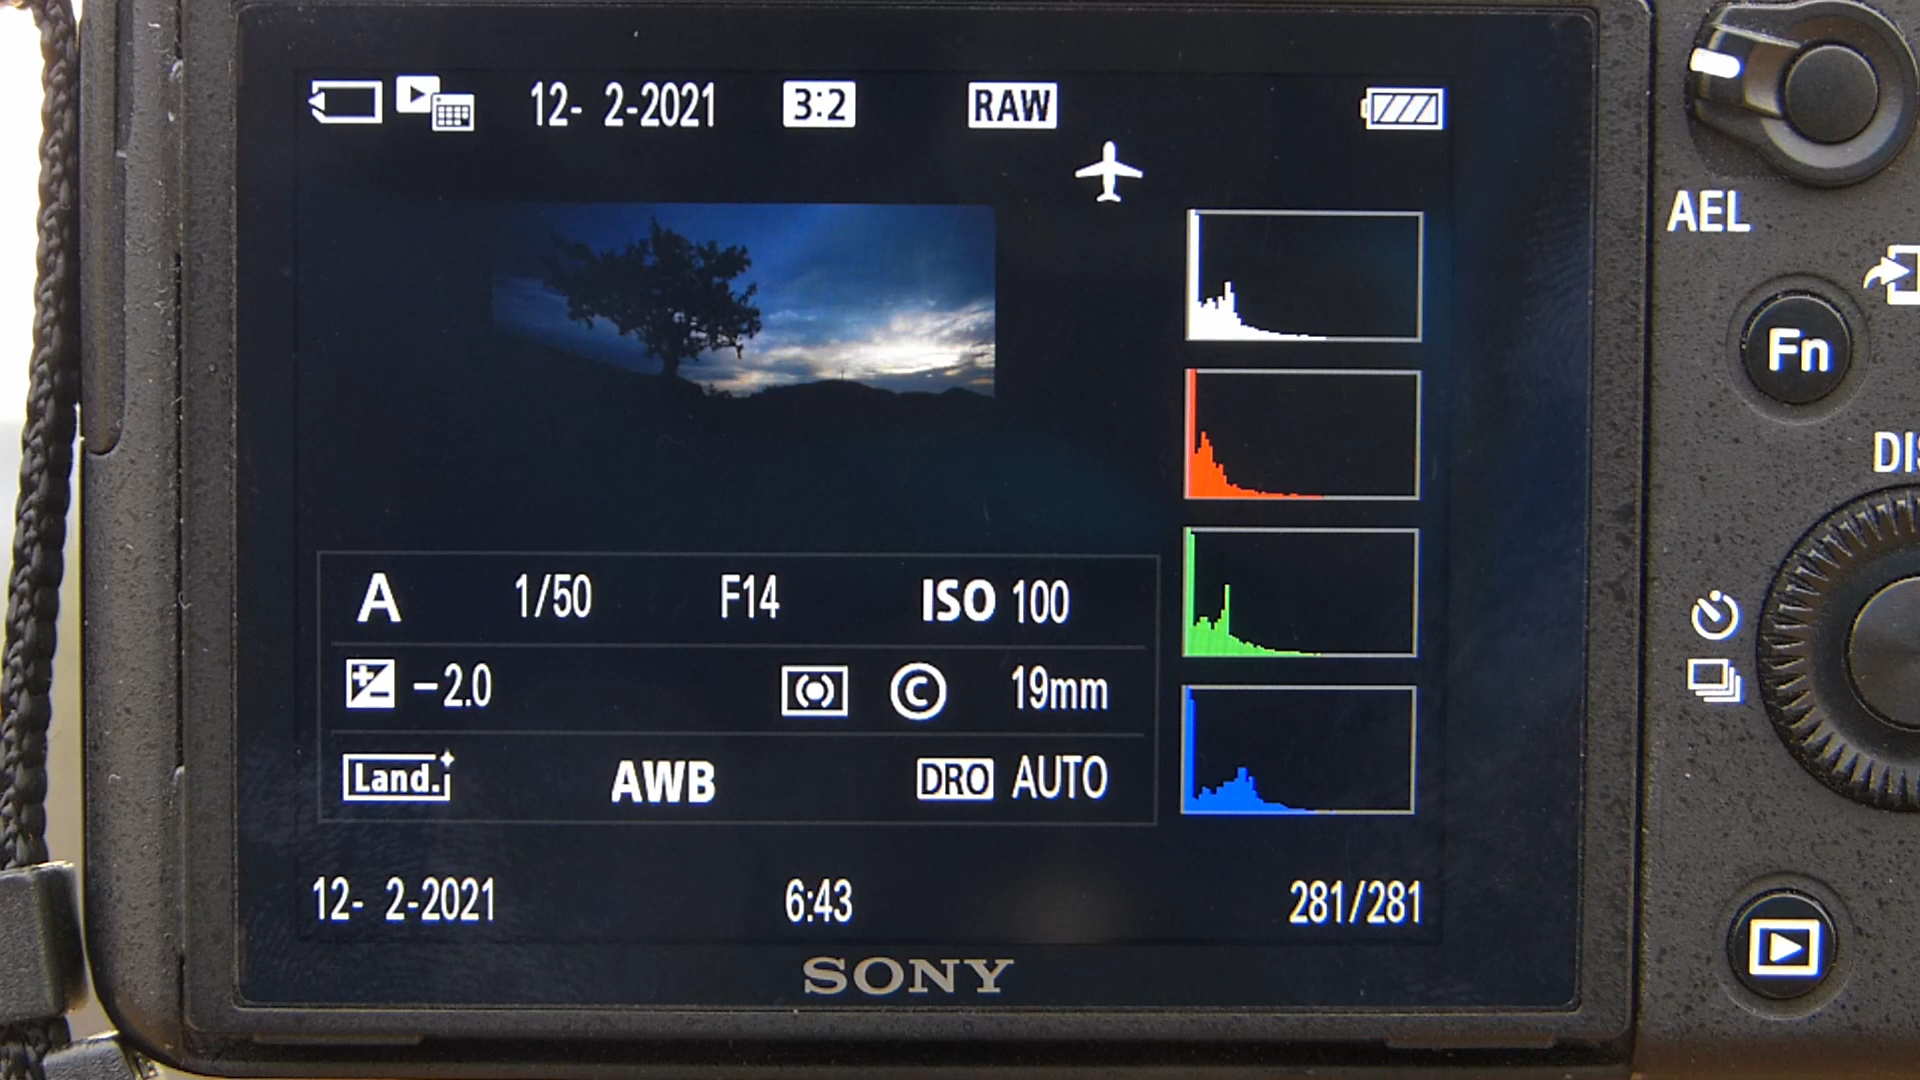 12- 2-2021 3:2 RAW
AEL
Fn
A 1/50 F14 ISO 100
-2.0 C 19mm
Land. AWB DRO AUTO
12- 2-2021 6:43 281/281
SONY